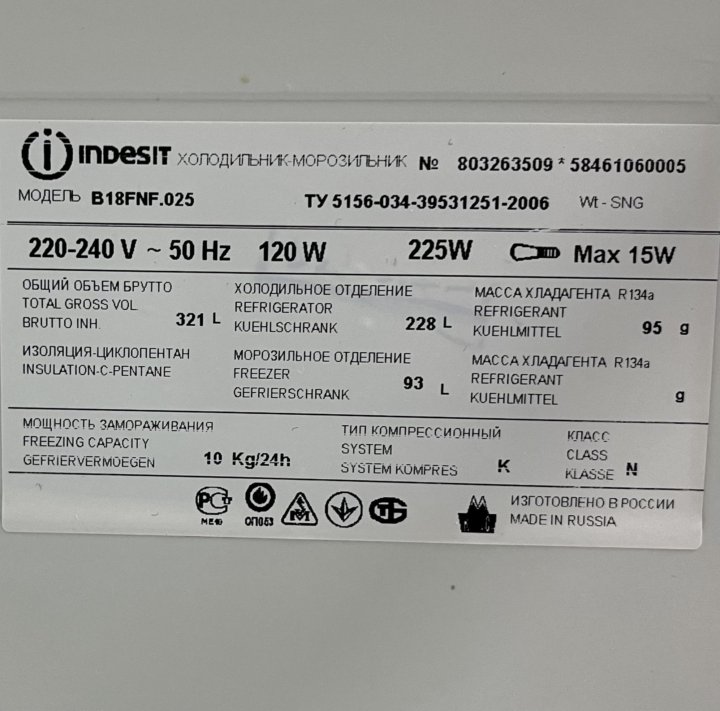 indesit ХОЛОДИЛЬНИК-МОРОЗИЛЬНИК № 803263509 * 58461060005
МОДЕЛЬ B18FNF.025 ТУ 5156-034-39531251-2006 Wt - SNG
220-240 V ~ 50 Hz 120 W 225W Max 15W
ОБЩИЙ ОБЪЕМ БРУТТО
TOTAL GROSS VOL
BRUTTO INH. 321 L
ХОЛОДИЛЬНОЕ ОТДЕЛЕНИЕ
REFRIGERATOR
KUEHLSCHRANK 228 L
МАССА ХЛАДАГЕНТА R134a
REFRIGERANT
KUEHLMITTEL 95 g
ИЗОЛЯЦИЯ-ЦИКЛОПЕНТАН
INSULATION-C-PENTANE
МОРОЗИЛЬНОЕ ОТДЕЛЕНИЕ
FREEZER 93 L
GEFRIERSCHRANK
МАССА ХЛАДАГЕНТА R134a
REFRIGERANT
KUEHLMITTEL g
МОЩНОСТЬ ЗАМОРАЖИВАНИЯ
FREEZING CAPACITY
GEFRIERVERMOEGEN 10 Kg/24h
ТИП КОМПРЕССИОННЫЙ
SYSTEM
SYSTEM KOMPRES K
КЛАСС
CLASS
KLASSE N
РСТ
ME10 ОП053
ИЗГОТОВЛЕНО В РОССИИ
MADE IN RUSSIA